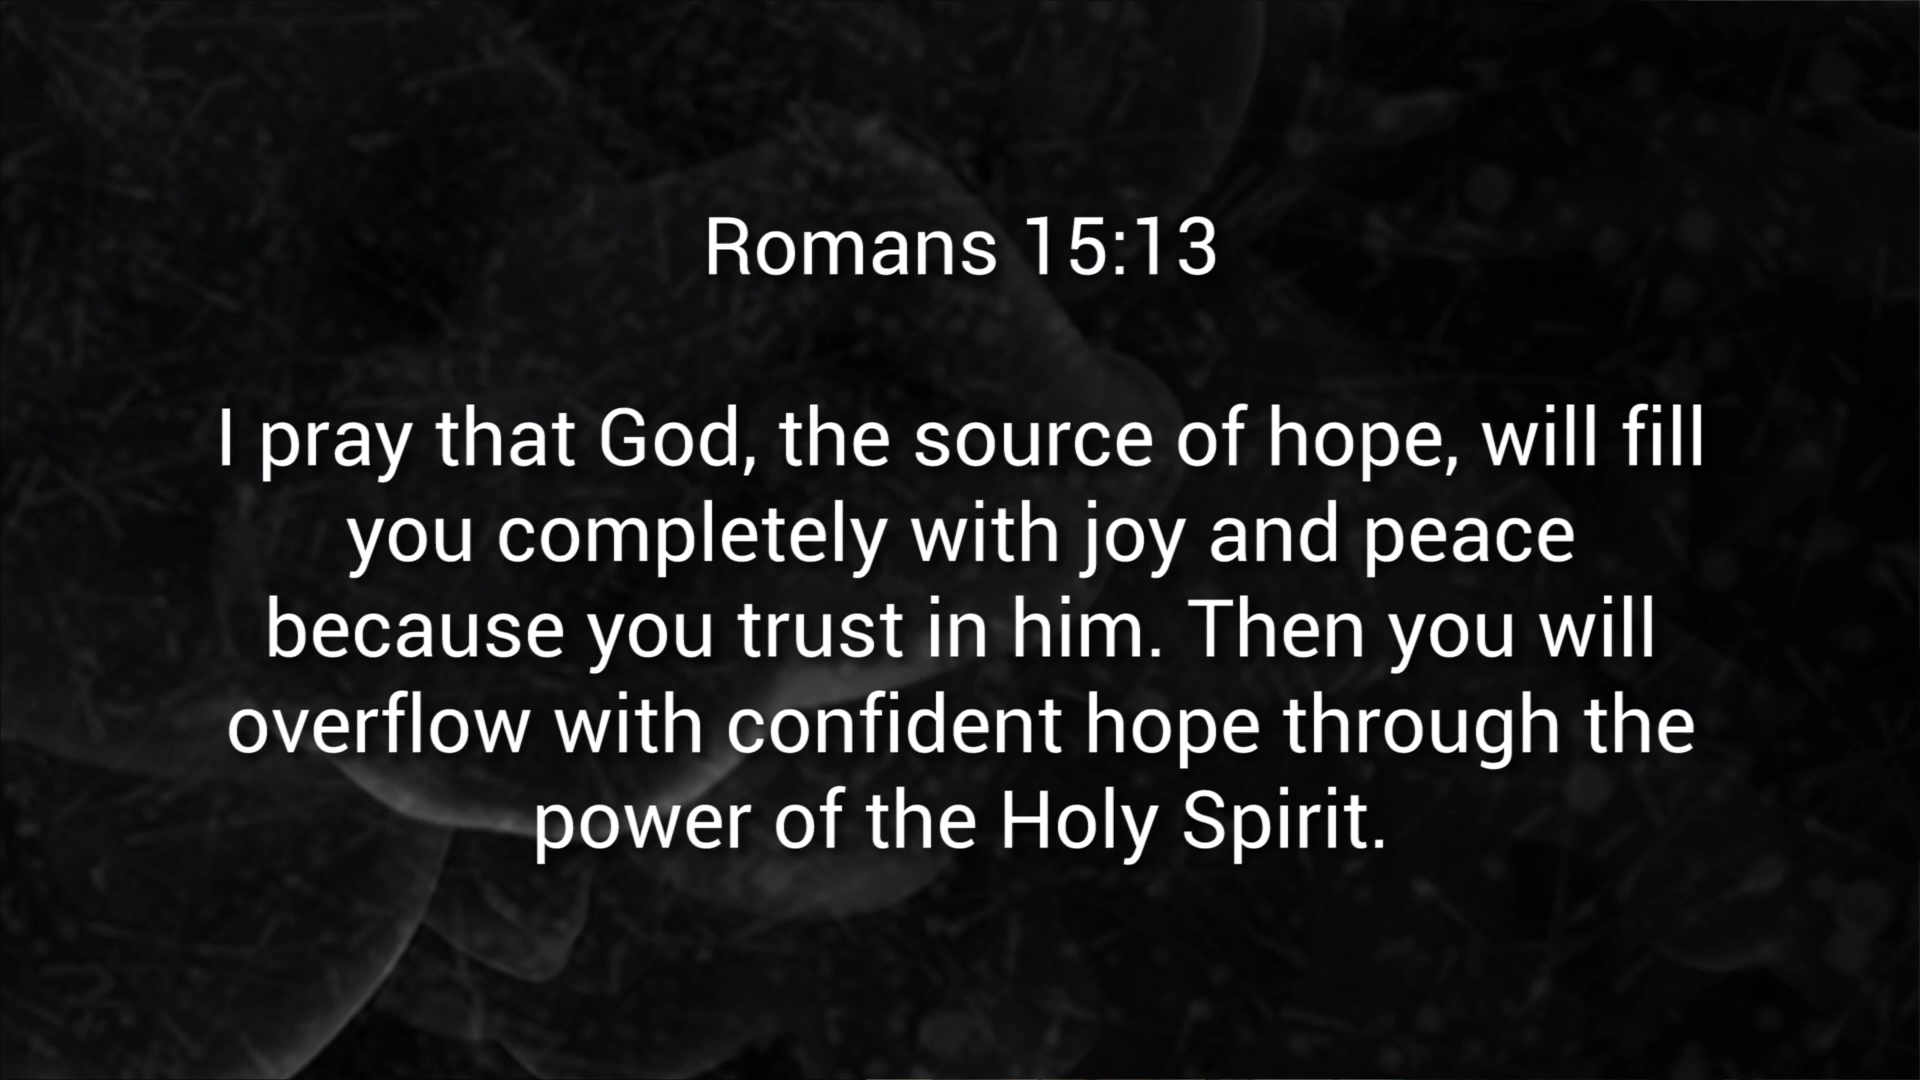 Romans 15:13
I pray that God, the source of hope, will fill
you completely with joy and peace
because you trust in him. Then you will
overflow with confident hope through the
power of the Holy Spirit.